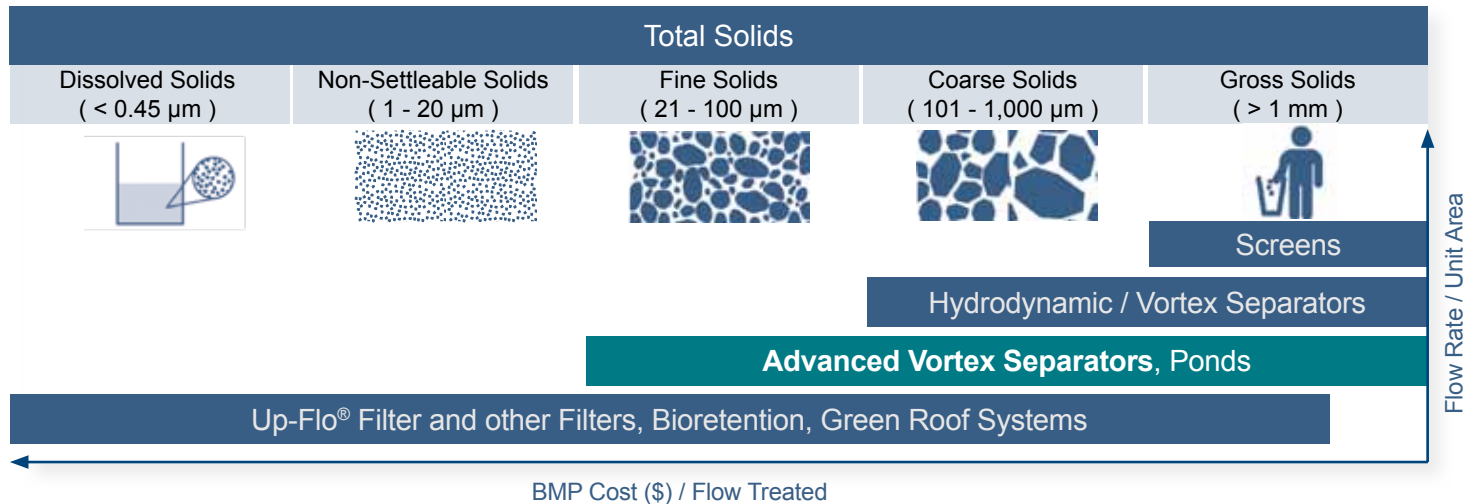 Total Solids
Dissolved Solids
( < 0.45 µm )
Non-Settleable Solids
( 1 - 20 µm )
Fine Solids
( 21 - 100 µm )
Coarse Solids
( 101 - 1,000 µm )
Gross Solids
( > 1 mm )
Screens
Hydrodynamic / Vortex Separators
Advanced Vortex Separators, Ponds
Up-Flo® Filter and other Filters, Bioretention, Green Roof Systems
Flow Rate / Unit Area
BMP Cost ($) / Flow Treated